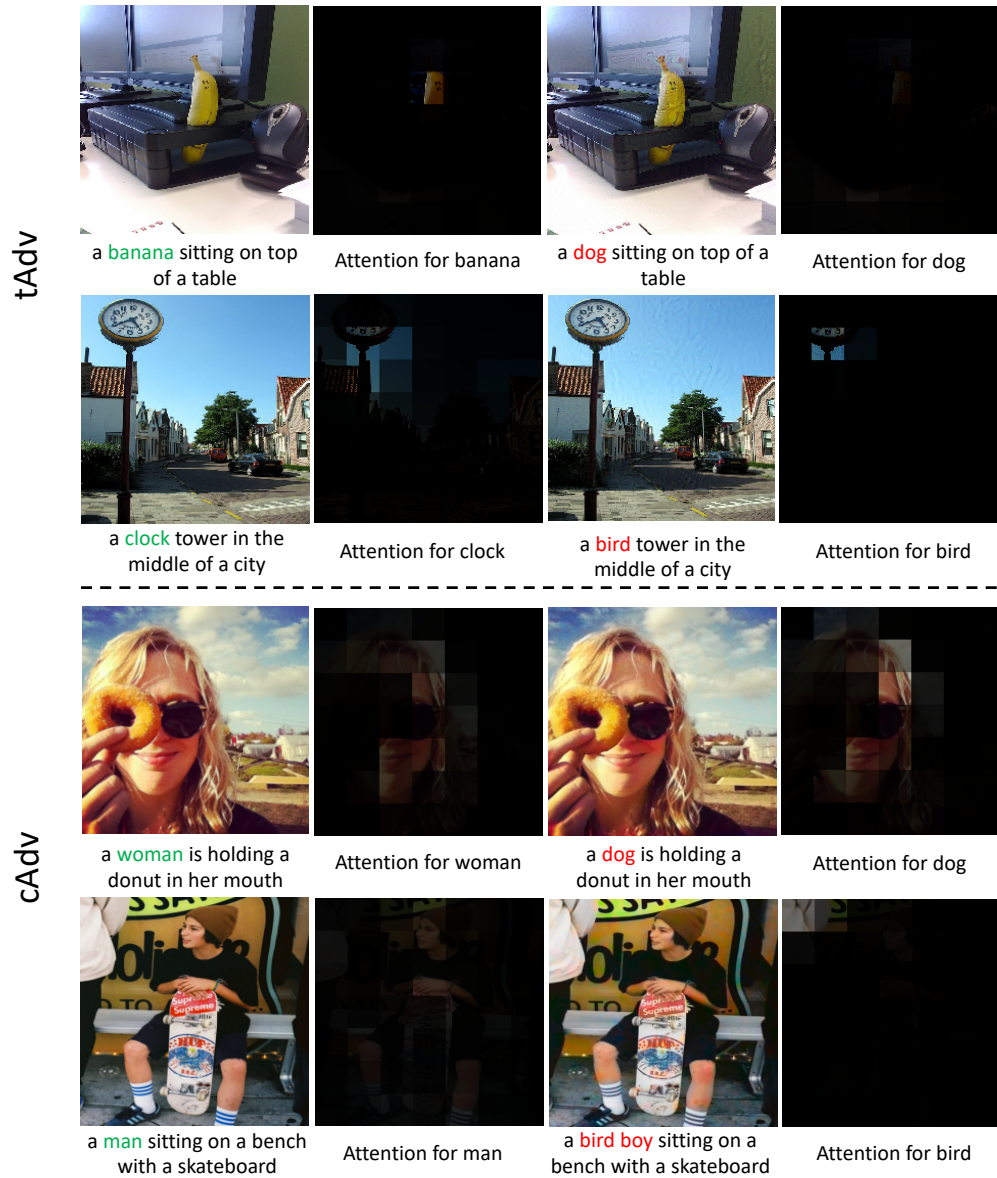 tAdv
a banana sitting on top
of a table
Attention for banana
a dog sitting on top of a
table
Attention for dog
a clock tower in the
middle of a city
Attention for clock
a bird tower in the
middle of a city
Attention for bird
cAdv
a woman is holding a
donut in her mouth
Attention for woman
a dog is holding a
donut in her mouth
Attention for dog
Supreme
HUF
Supreme
HUF
a man sitting on a bench
with a skateboard
Attention for man
a bird boy sitting on a
bench with a skateboard
Attention for bird